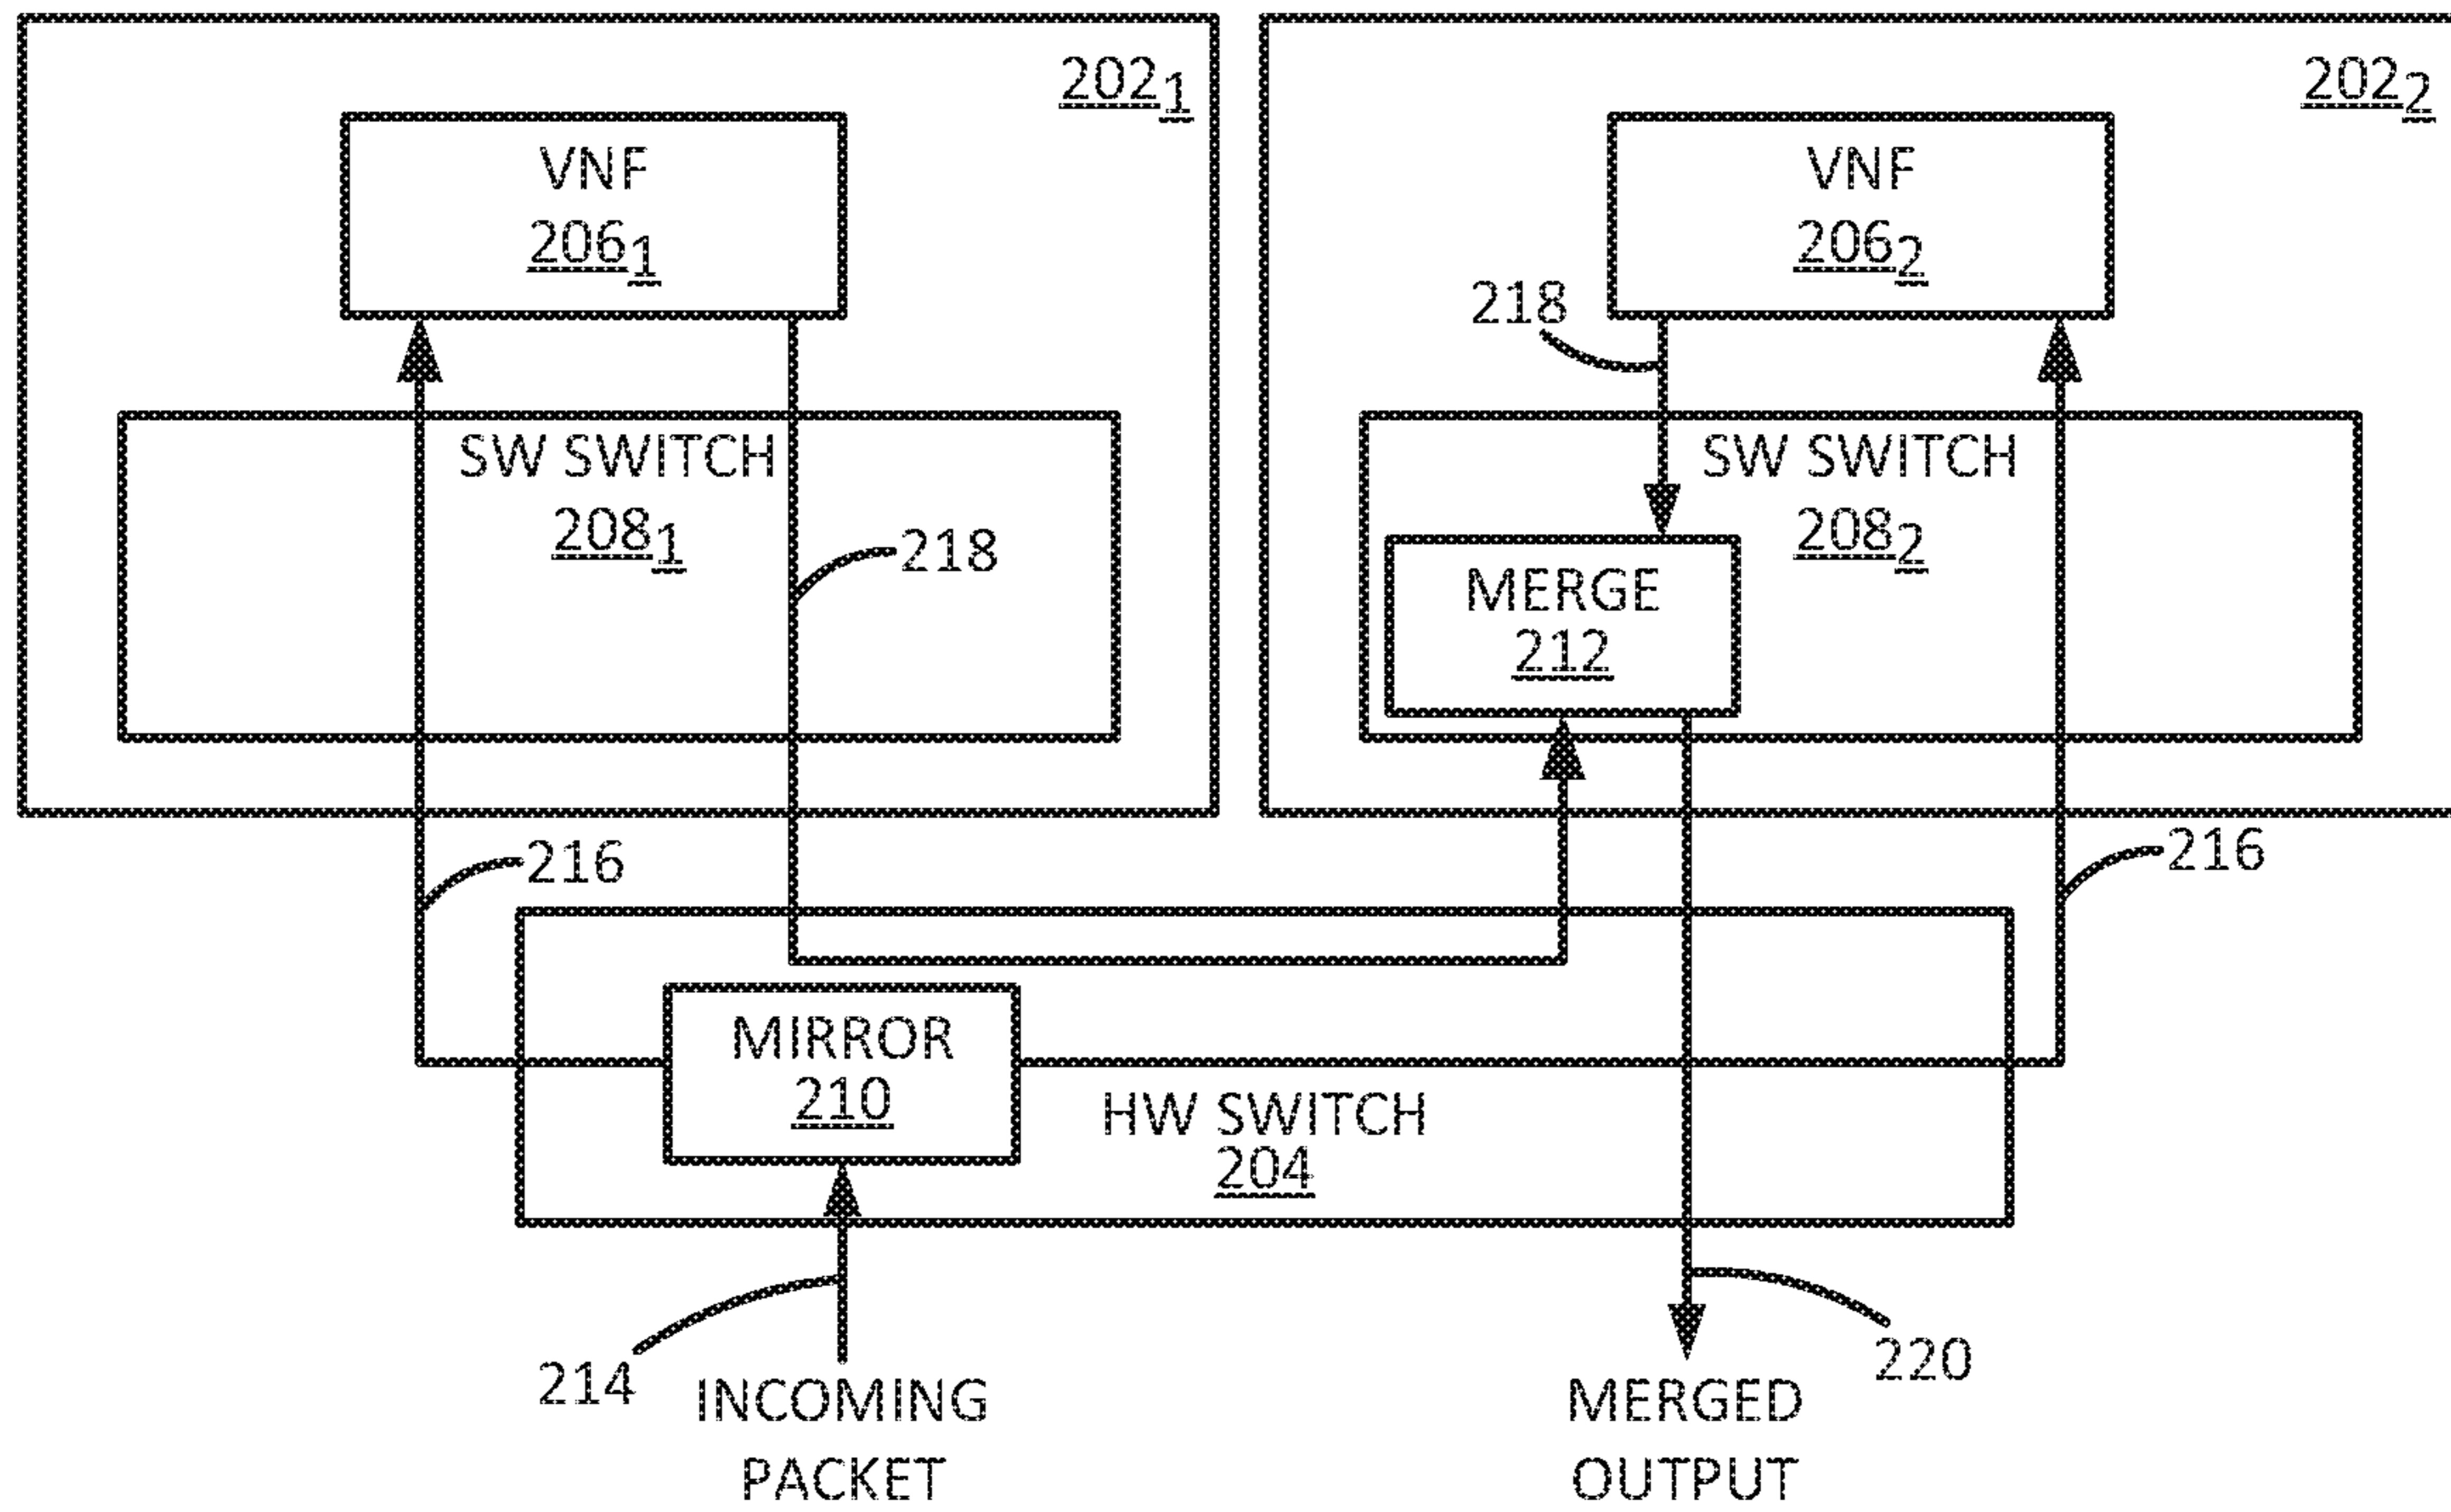 202₁
202₂
VNF
206₁
VNF
206₂
218
SW SWITCH
208₁
218
SW SWITCH
208₂
MERGE
212
216
216
MIRROR
210
HW SWITCH
204
214
INCOMING
PACKET
MERGED
OUTPUT
220